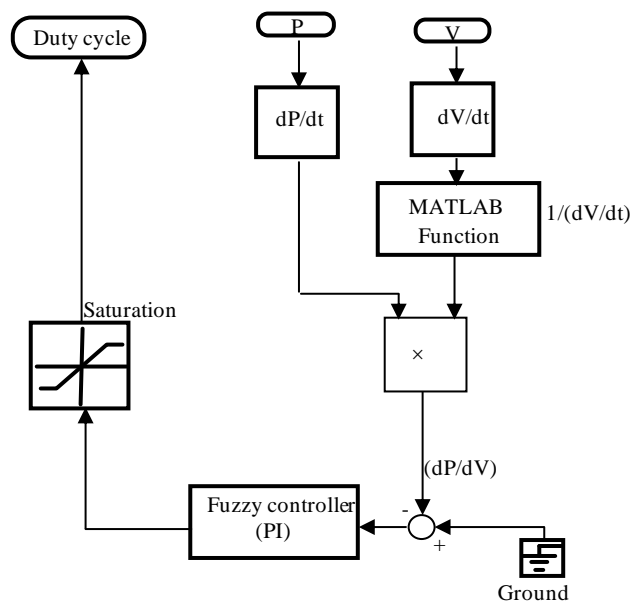 Duty cycle
P
V
dP/dt
dV/dt
MATLAB
Function
1/(dV/dt)
Saturation
×
(dP/dV)
Fuzzy controller
(PI)
-
+
Ground